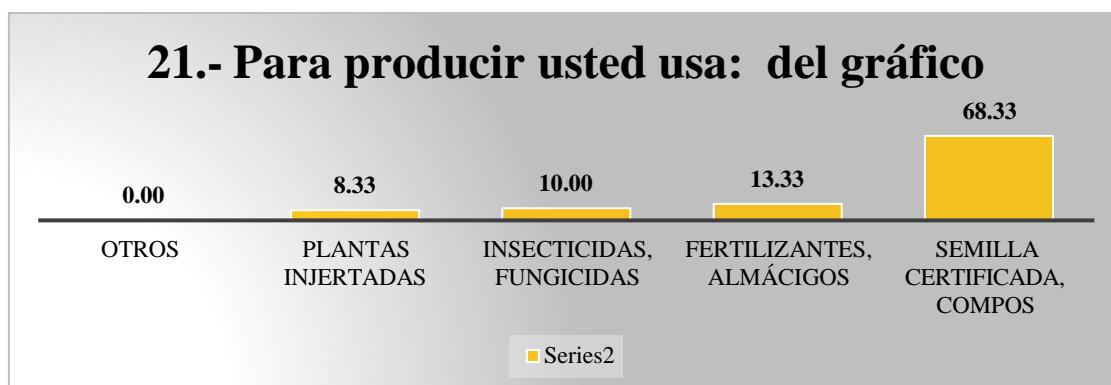 21.- Para producir usted usa: del gráfico
0.00
8.33
10.00
13.33
68.33
OTROS
PLANTAS
INJERTADAS
INSECTICIDAS,
FUNGICIDAS
FERTILIZANTES,
ALMÁCIGOS
SEMILLA
CERTIFICADA,
COMPOS
Series2